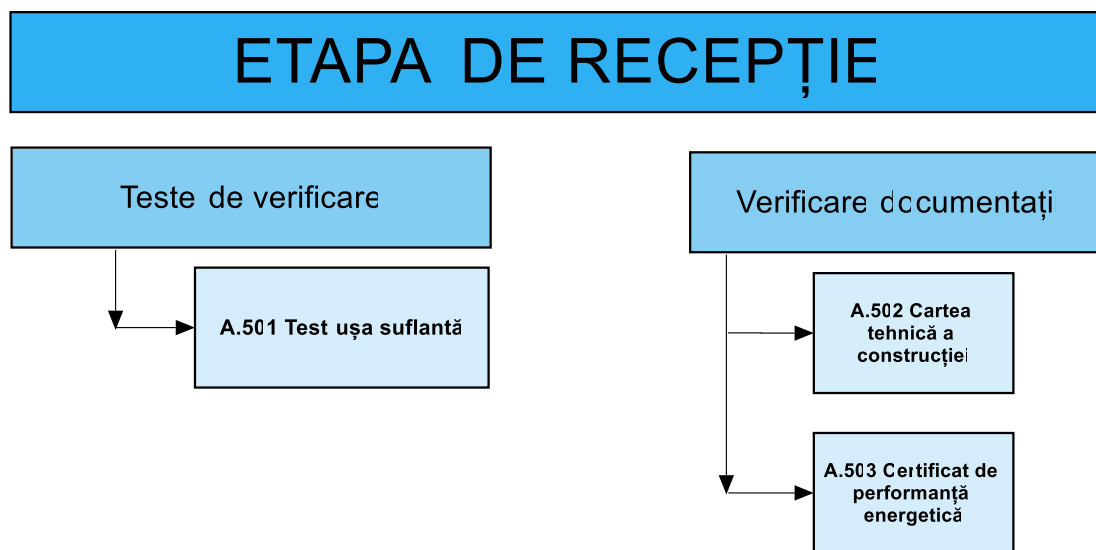 ETAPA DE RECEPȚIE
Teste de verificare
Verificare documentați
A.501 Test ușa suflantă
A.502 Cartea
tehnică a
construcției
A.503 Certificat de
performanță
energetică